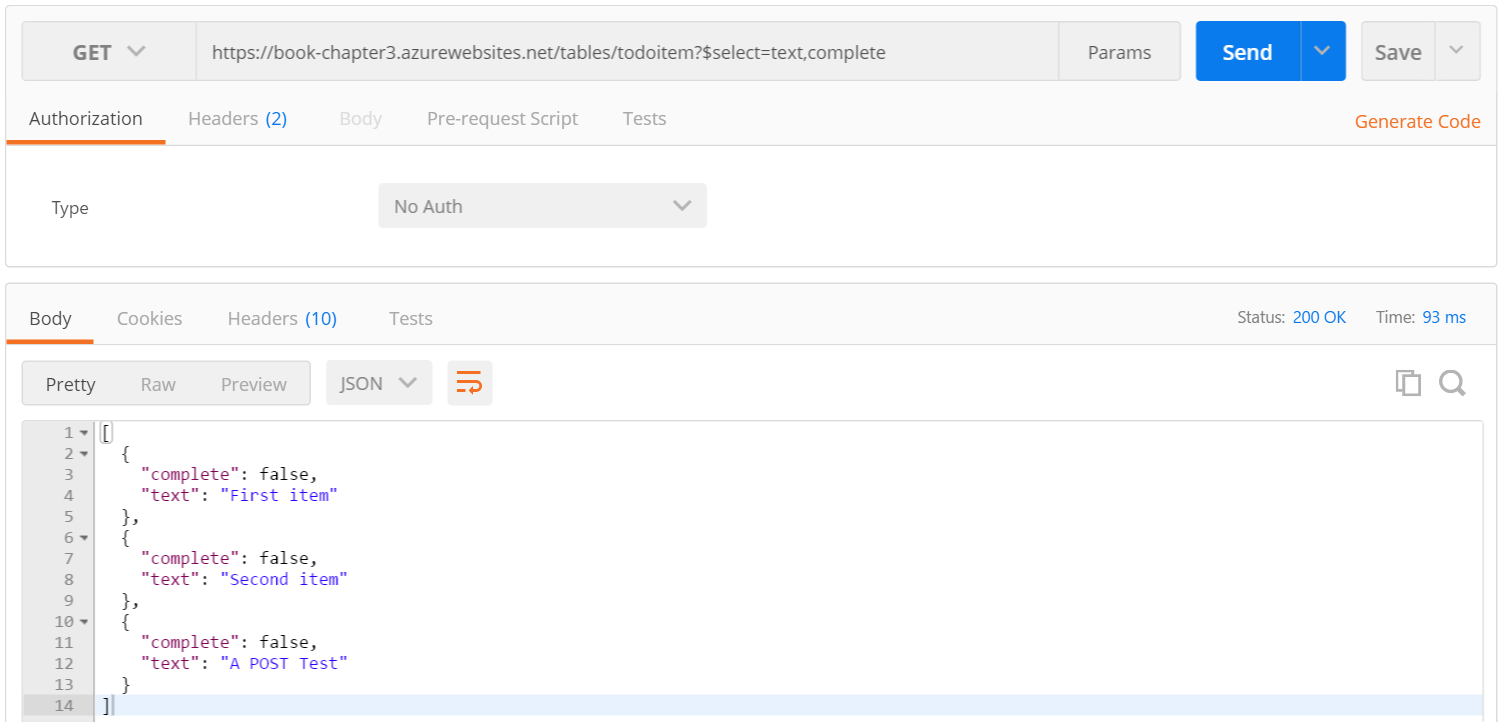 GET https://book-chapter3.azurewebsites.net/tables/todoitem?$select=text,complete Params Send Save
Authorization Headers (2) Body Pre-request Script Tests Generate Code
Type No Auth
Body Cookies Headers (10) Tests Status: 200 OK Time: 93 ms
Pretty Raw Preview JSON
1 [
2 {
3 "complete": false,
4 "text": "First item"
5 },
6 {
7 "complete": false,
8 "text": "Second item"
9 },
10 {
11 "complete": false,
12 "text": "A POST Test"
13 }
14 ]